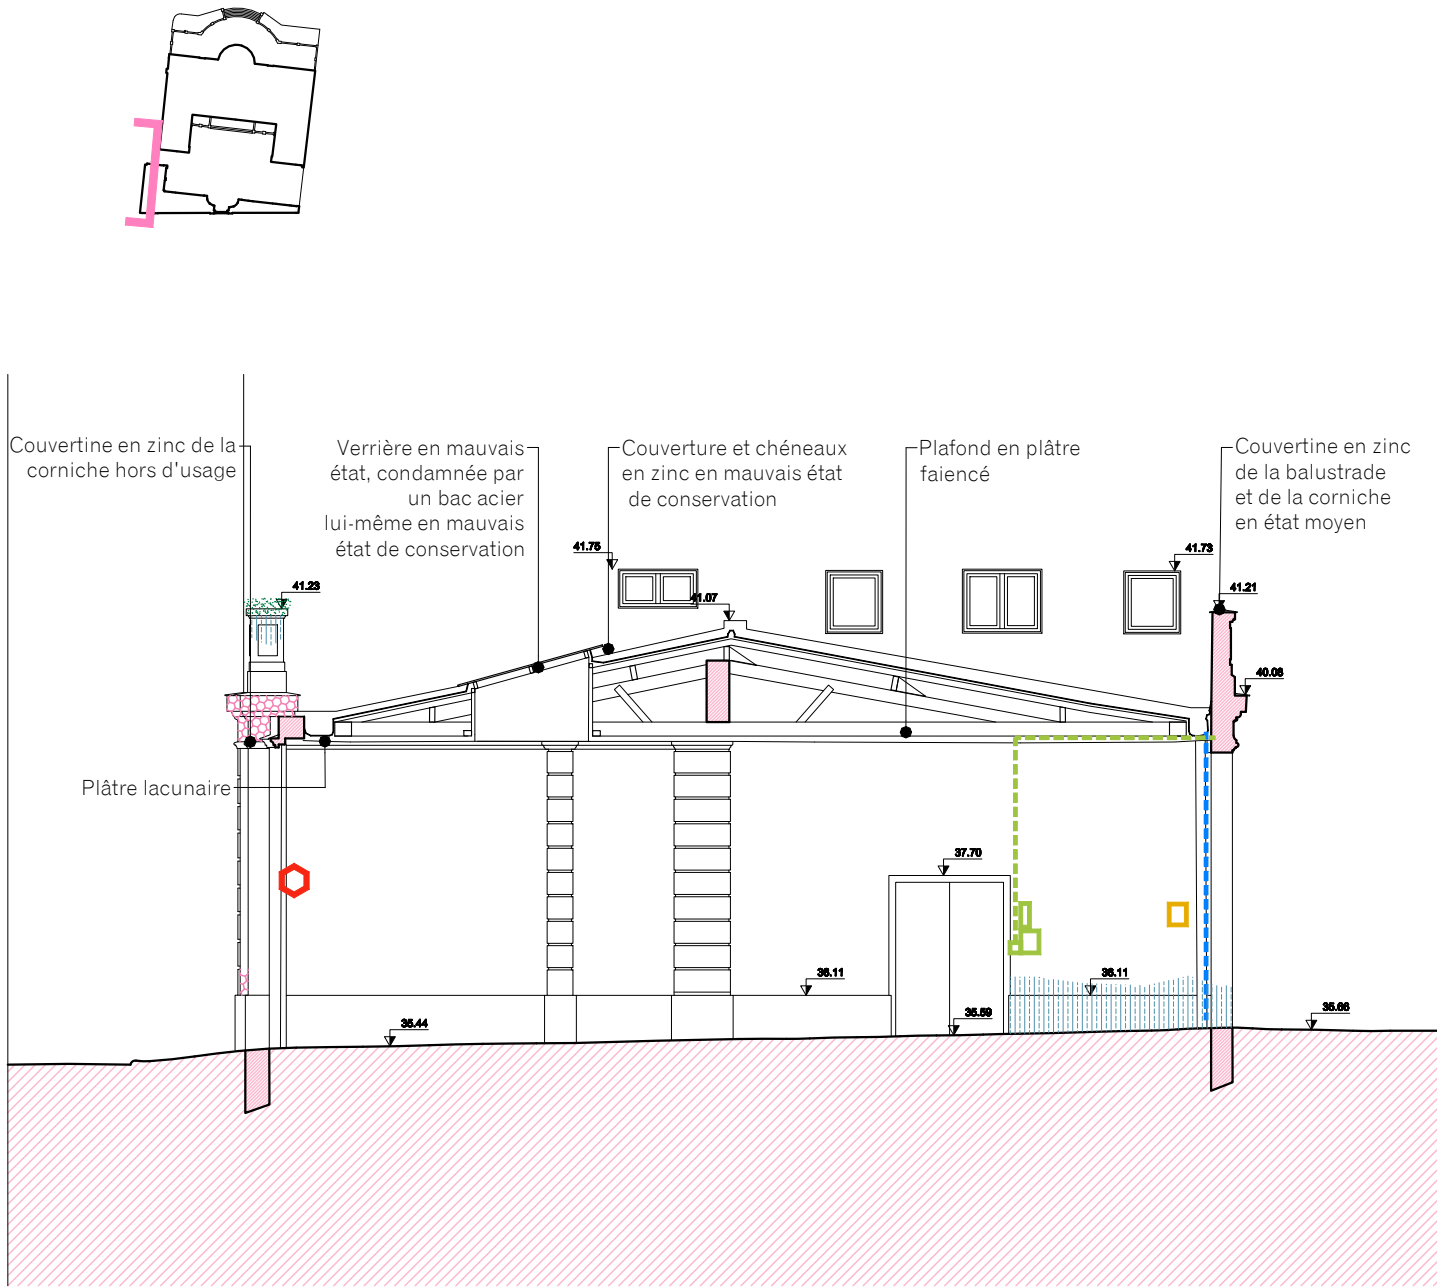 Couvertine en zinc de la
corniche hors d'usage
Verrière en mauvais
état, condamnée par
un bac acier
lui-même en mauvais
état de conservation
Couverture et chéneaux
en zinc en mauvais état
de conservation
Plafond en plâtre
faiencé
Couvertine en zinc
de la balustrade
et de la corniche
en état moyen
41.75
41.73
41.23
41.07
41.21
40.08
Plâtre lacunaire
37.70
36.11
36.11
35.44
35.59
35.66